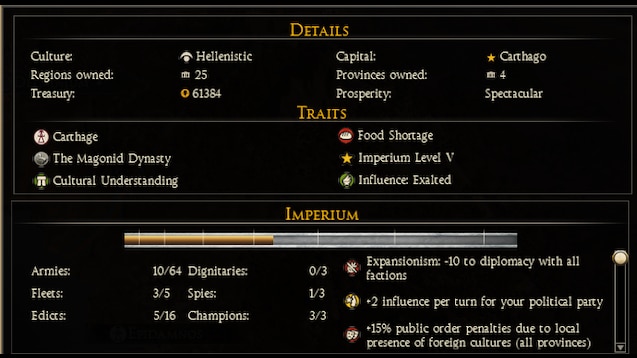 DETAILS
Culture: Hellenistic Capital: Carthago
Regions owned: 25 Provinces owned: 4
Treasury: 61384 Prosperity: Spectacular
TRAITS
Carthage Food Shortage
The Magonid Dynasty Imperium Level V
Cultural Understanding Influence: Exalted
IMPERIUM
Armies: 10/64 Dignitaries: 0/3
Fleets: 3/5 Spies: 1/3
Edicts: 5/16 Champions: 3/3
Expansionism: -10 to diplomacy with all
factions
+2 influence per turn for your political party
+15% public order penalties due to local
presence of foreign cultures (all provinces)